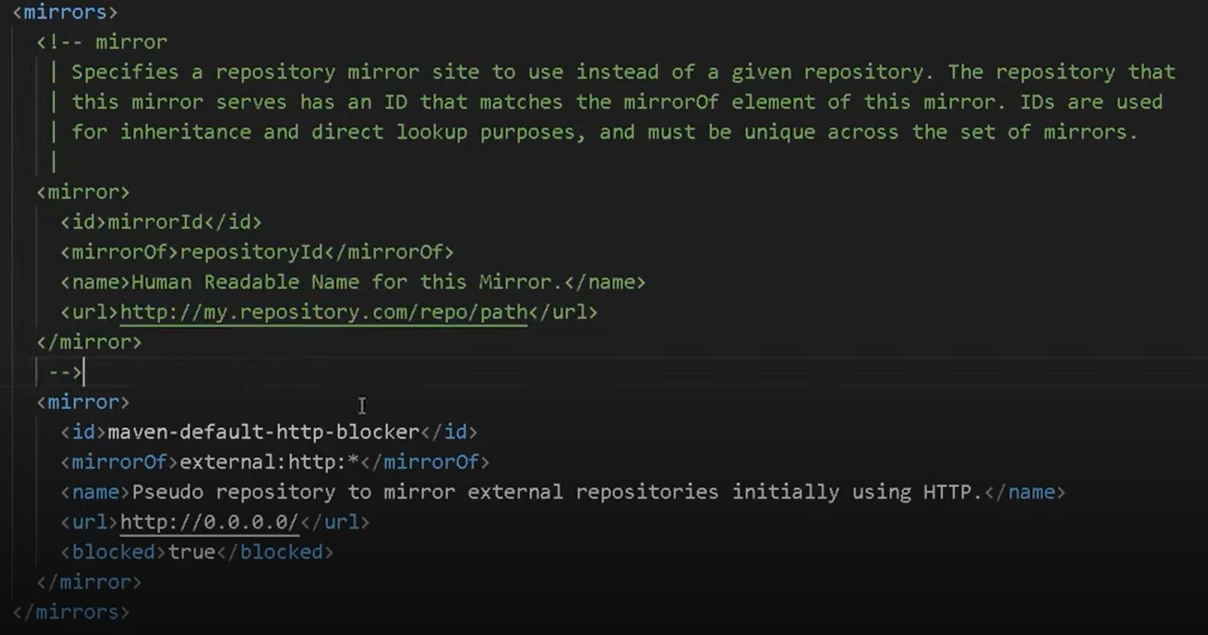 <mirrors>
<!-- mirror
| Specifies a repository mirror site to use instead of a given repository. The repository that
| this mirror serves has an ID that matches the mirrorOf element of this mirror. IDs are used
| for inheritance and direct lookup purposes, and must be unique across the set of mirrors.
|
<mirror>
<id>mirrorId</id>
<mirrorOf>repositoryId</mirrorOf>
<name>Human Readable Name for this Mirror.</name>
<url>http://my.repository.com/repo/path</url>
</mirror>
-->
<mirror>
<id>maven-default-http-blocker</id>
<mirrorOf>external:http:*</mirrorOf>
<name>Pseudo repository to mirror external repositories initially using HTTP.</name>
<url>http://0.0.0.0/</url>
<blocked>true</blocked>
</mirror>
</mirrors>